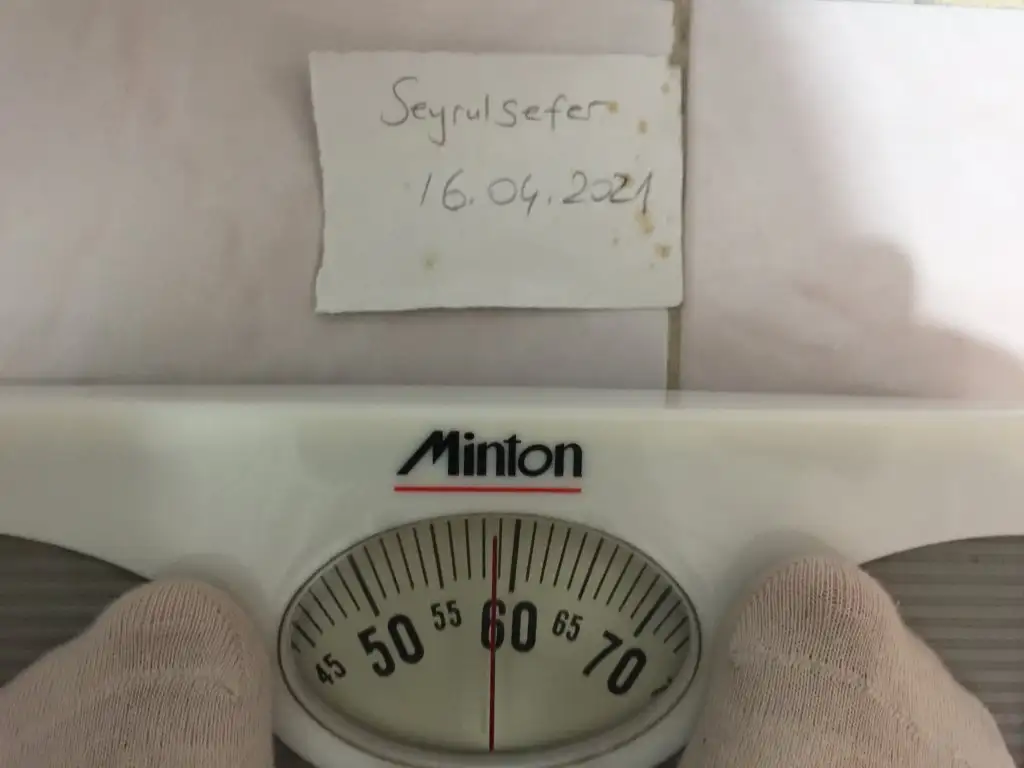 Seyrulsefer
16.04.2021
Minton
45 50 55 60 65 70